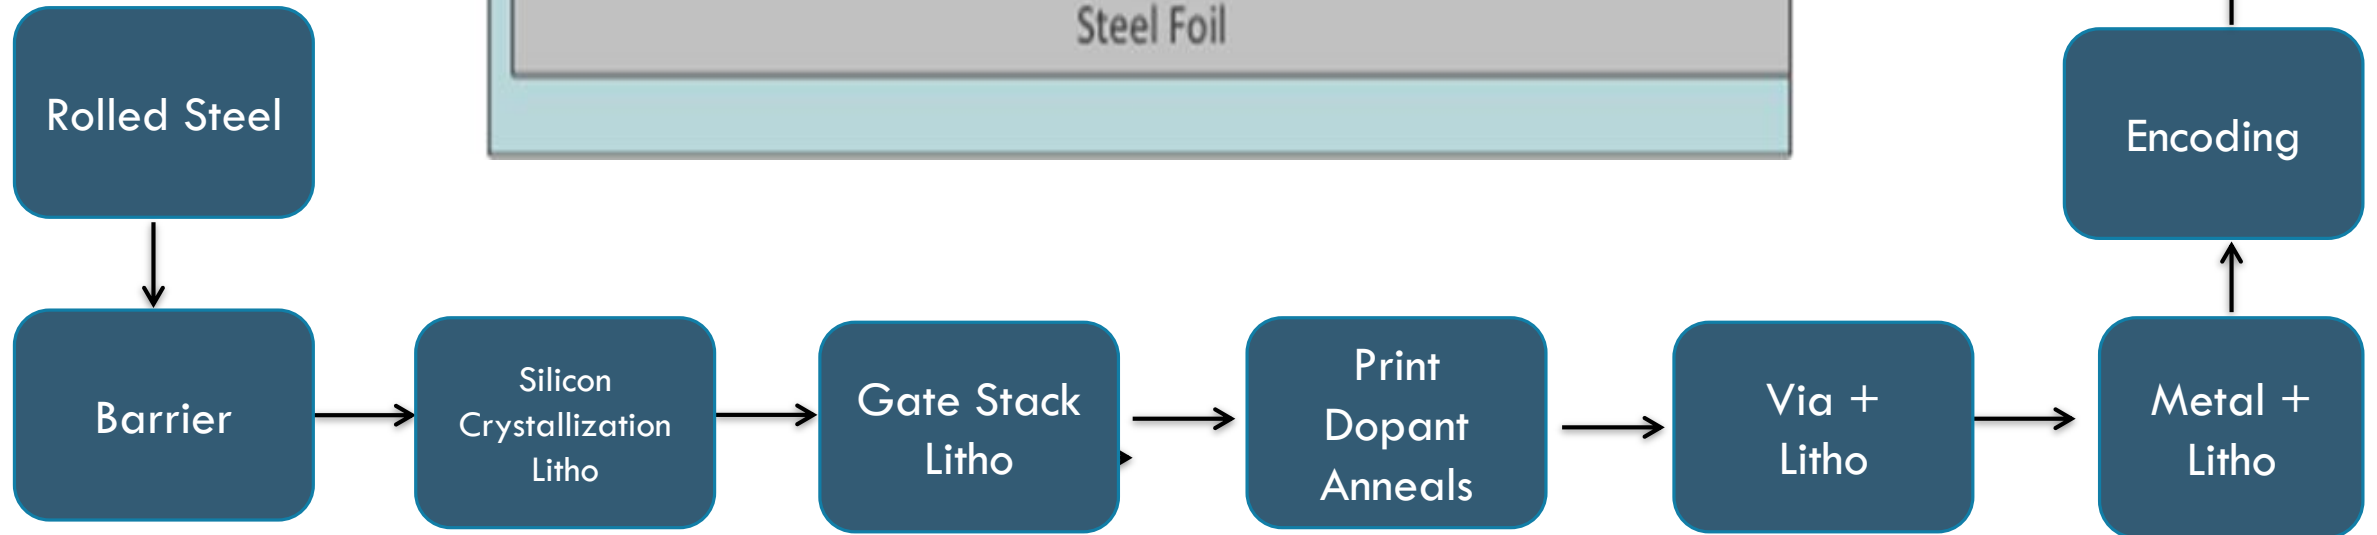 Steel Foil
Rolled Steel
Barrier
Silicon
Crystallization
Litho
Gate Stack
Litho
Print
Dopant
Anneals
Via +
Litho
Metal +
Litho
Encoding